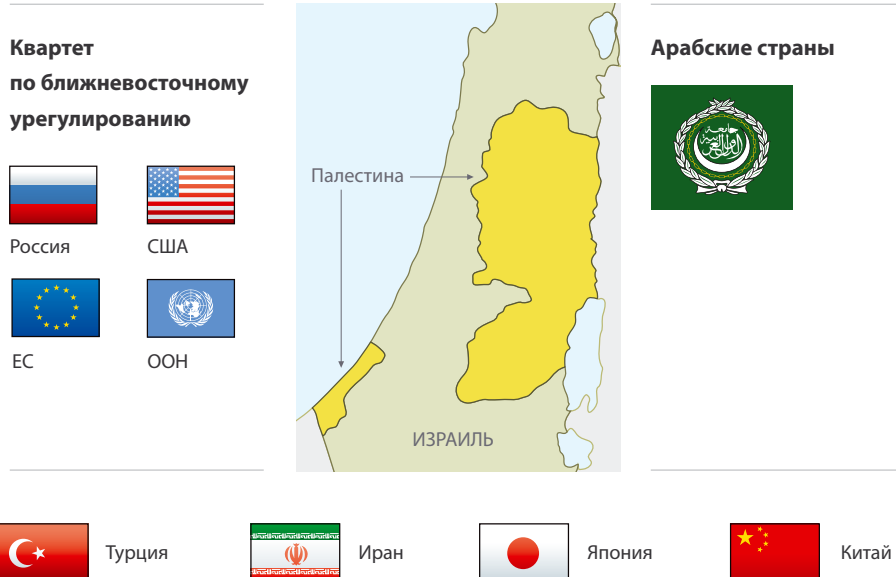 Квартет
по ближневосточному
урегулированию
Россия
США
ЕС
ООН
Палестина
ИЗРАИЛЬ
Арабские страны
Турция
Иран
Япония
Китай